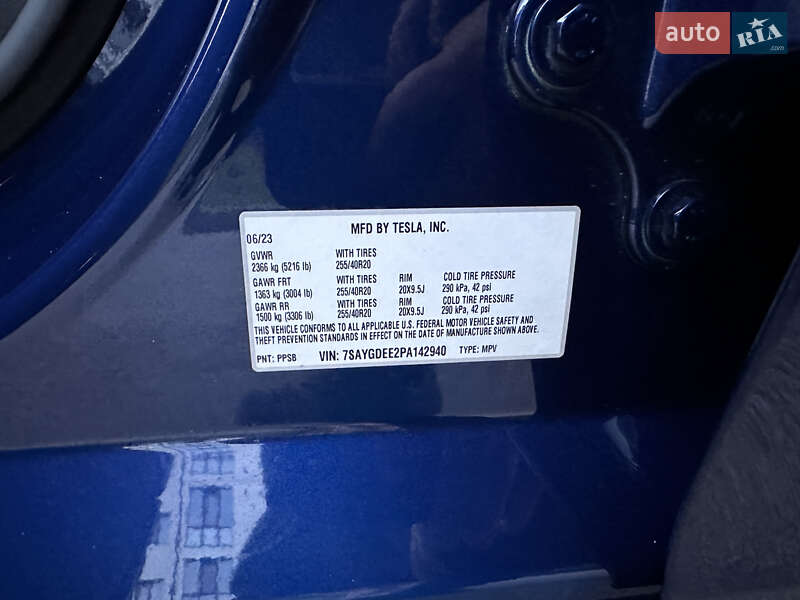 auto RIA
MFD BY TESLA, INC.
06/23
GVWR WITH TIRES
2366 kg (5216 lb) 255/40R20
GAWR FRT WITH TIRES RIM COLD TIRE PRESSURE
1363 kg (3004 lb) 255/40R20 20X9.5J 290 kPa, 42 psi
GAWR RR WITH TIRES RIM COLD TIRE PRESSURE
1500 kg (3306 lb) 255/40R20 20X9.5J 290 kPa, 42 psi
THIS VEHICLE CONFORMS TO ALL APPLICABLE U.S. FEDERAL MOTOR VEHICLE SAFETY AND
THEFT PREVENTION STANDARDS IN EFFECT ON THE DATE OF MANUFACTURE SHOWN ABOVE.
PNT: PPSB VIN: 7SAYGDEE2PA142940 TYPE: MPV